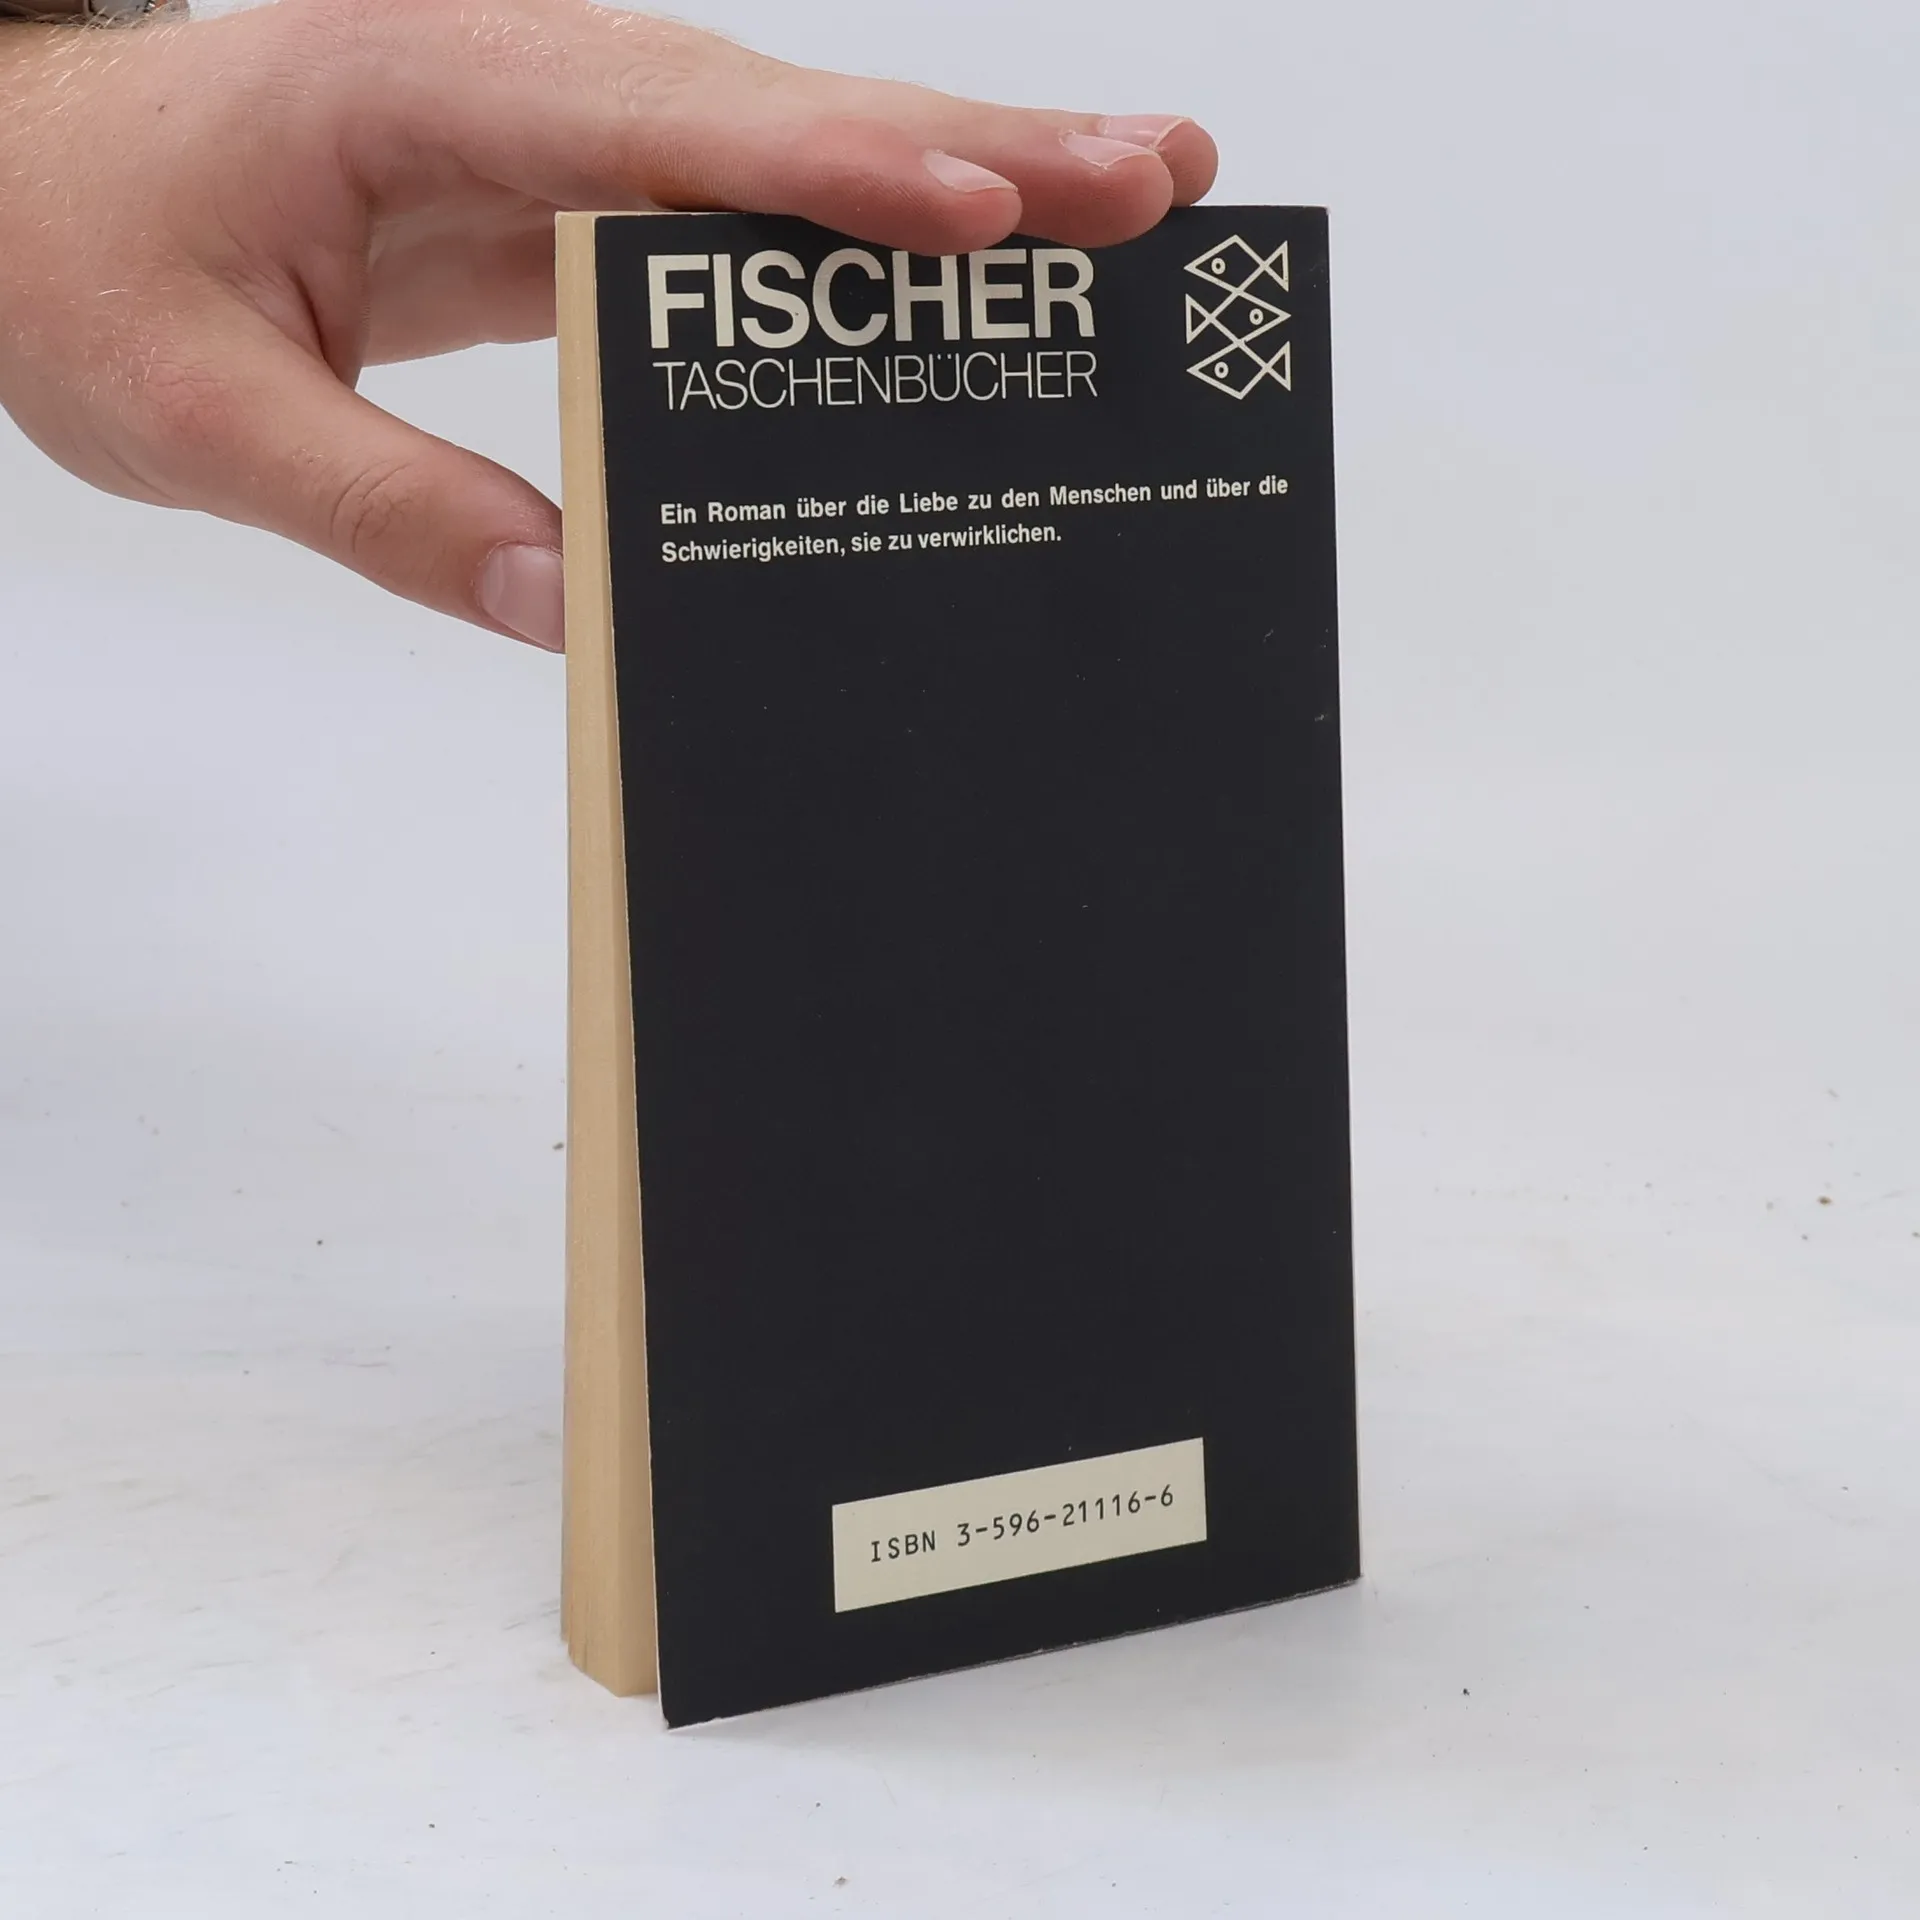 FISCHER
TASCHENBÜCHER
Ein Roman über die Liebe zu den Menschen und über die
Schwierigkeiten, sie zu verwirklichen.
ISBN 3-596-21116-6